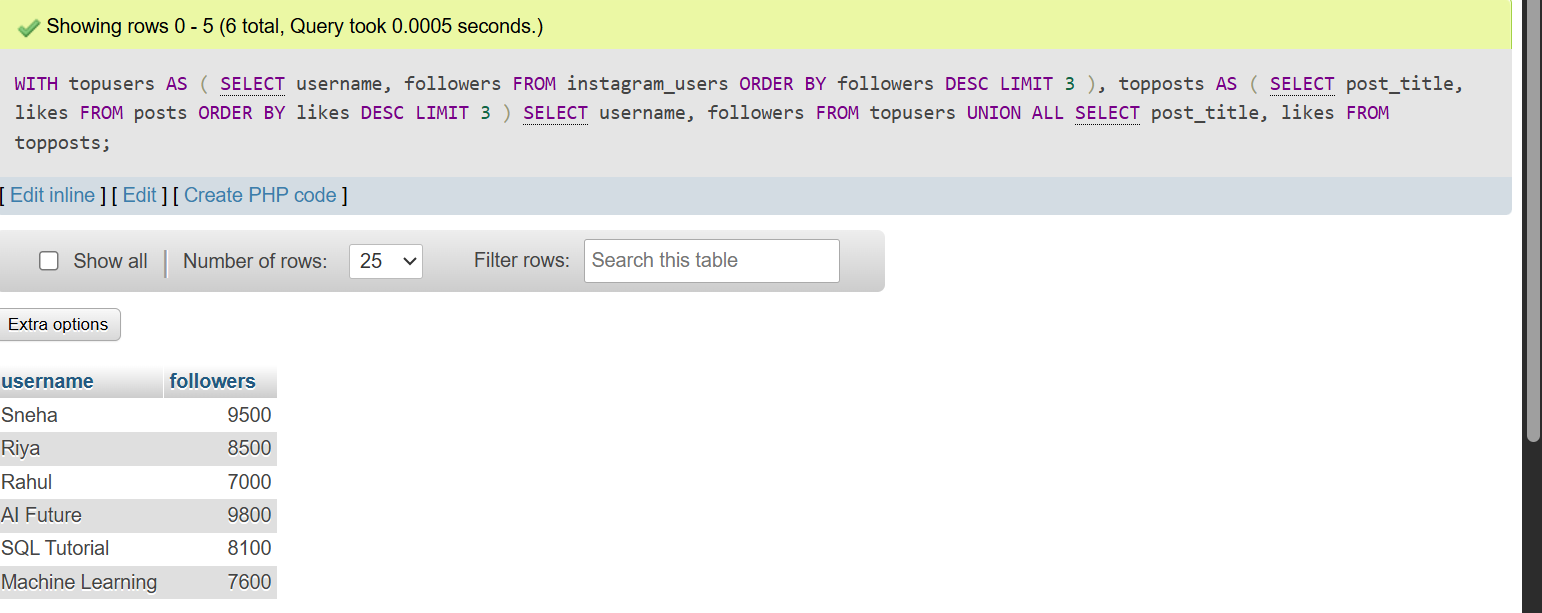 Showing rows 0 - 5 (6 total, Query took 0.0005 seconds.)
WITH topusers AS ( SELECT username, followers FROM instagram_users ORDER BY followers DESC LIMIT 3 ), topposts AS ( SELECT post_title,
likes FROM posts ORDER BY likes DESC LIMIT 3 ) SELECT username, followers FROM topusers UNION ALL SELECT post_title, likes FROM
topposts;
[ Edit inline ] [ Edit ] [ Create PHP code ]
Show all | Number of rows: 25 Filter rows: Search this table
Extra options
username followers
Sneha 9500
Riya 8500
Rahul 7000
AI Future 9800
SQL Tutorial 8100
Machine Learning 7600